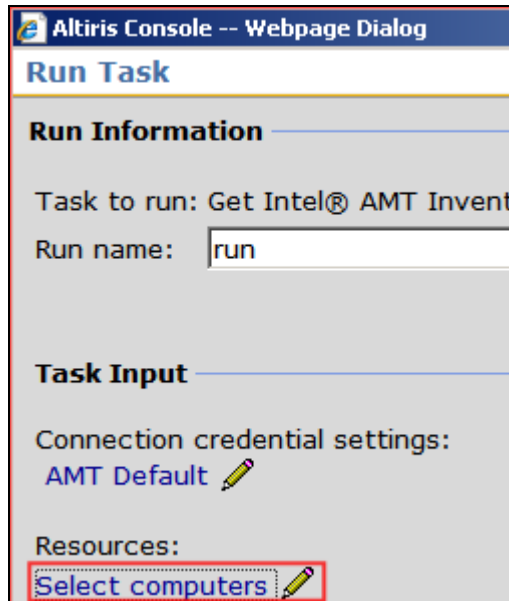 Altiris Console -- Webpage Dialog
Run Task
Run Information
Task to run: Get Intel® AMT Invent
Run name: run
Task Input
Connection credential settings:
AMT Default
Resources:
Select computers